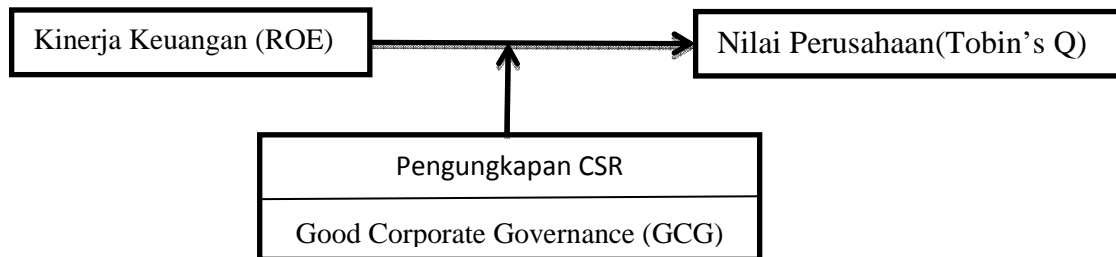 Kinerja Keuangan (ROE)
Nilai Perusahaan(Tobin’s Q)
Pengungkapan CSR
Good Corporate Governance (GCG)